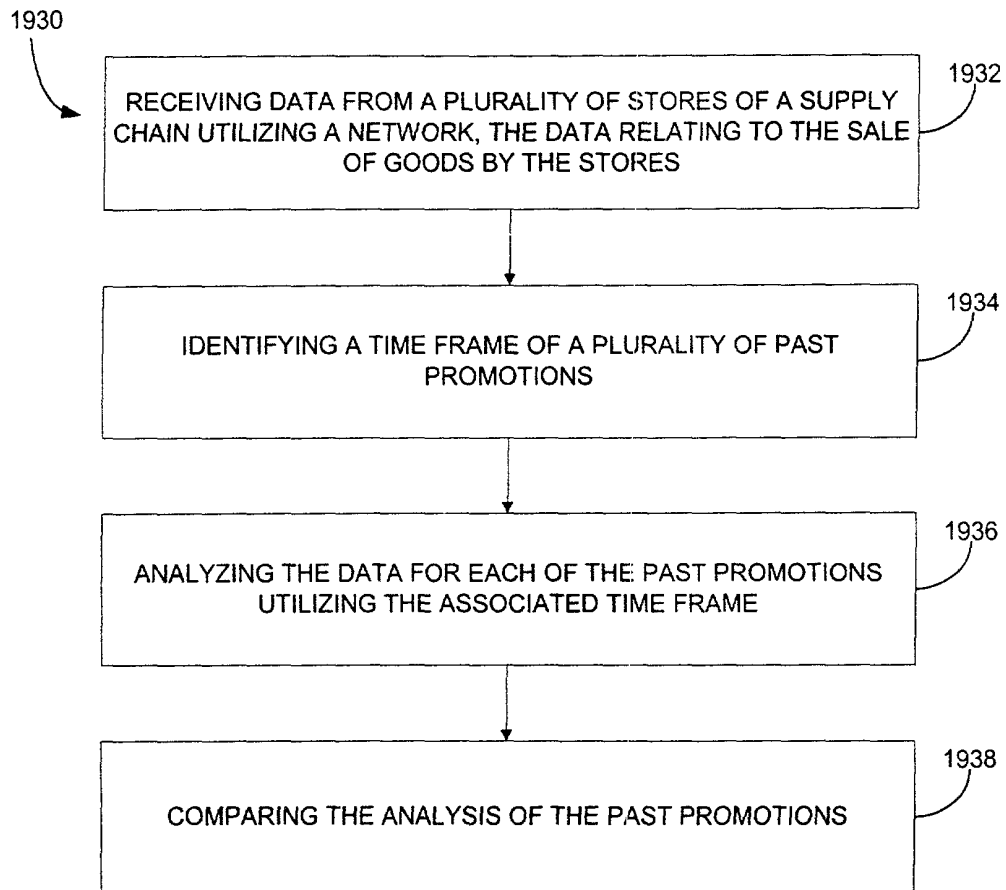 1930
1932
RECEIVING DATA FROM A PLURALITY OF STORES OF A SUPPLY
CHAIN UTILIZING A NETWORK, THE DATA RELATING TO THE SALE
OF GOODS BY THE STORES
1934
IDENTIFYING A TIME FRAME OF A PLURALITY OF PAST
PROMOTIONS
1936
ANALYZING THE DATA FOR EACH OF THE PAST PROMOTIONS
UTILIZING THE ASSOCIATED TIME FRAME
1938
COMPARING THE ANALYSIS OF THE PAST PROMOTIONS